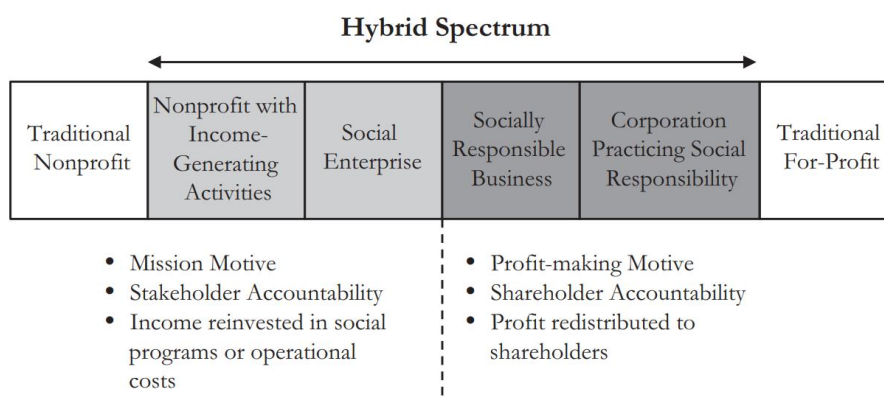 Hybrid Spectrum
Traditional
Nonprofit
Nonprofit with
Income-
Generating
Activities
Social
Enterprise
Socially
Responsible
Business
Corporation
Practicing Social
Responsibility
Traditional
For-Profit
• Mission Motive
• Stakeholder Accountability
• Income reinvested in social
programs or operational
costs
• Profit-making Motive
• Shareholder Accountability
• Profit redistributed to
shareholders